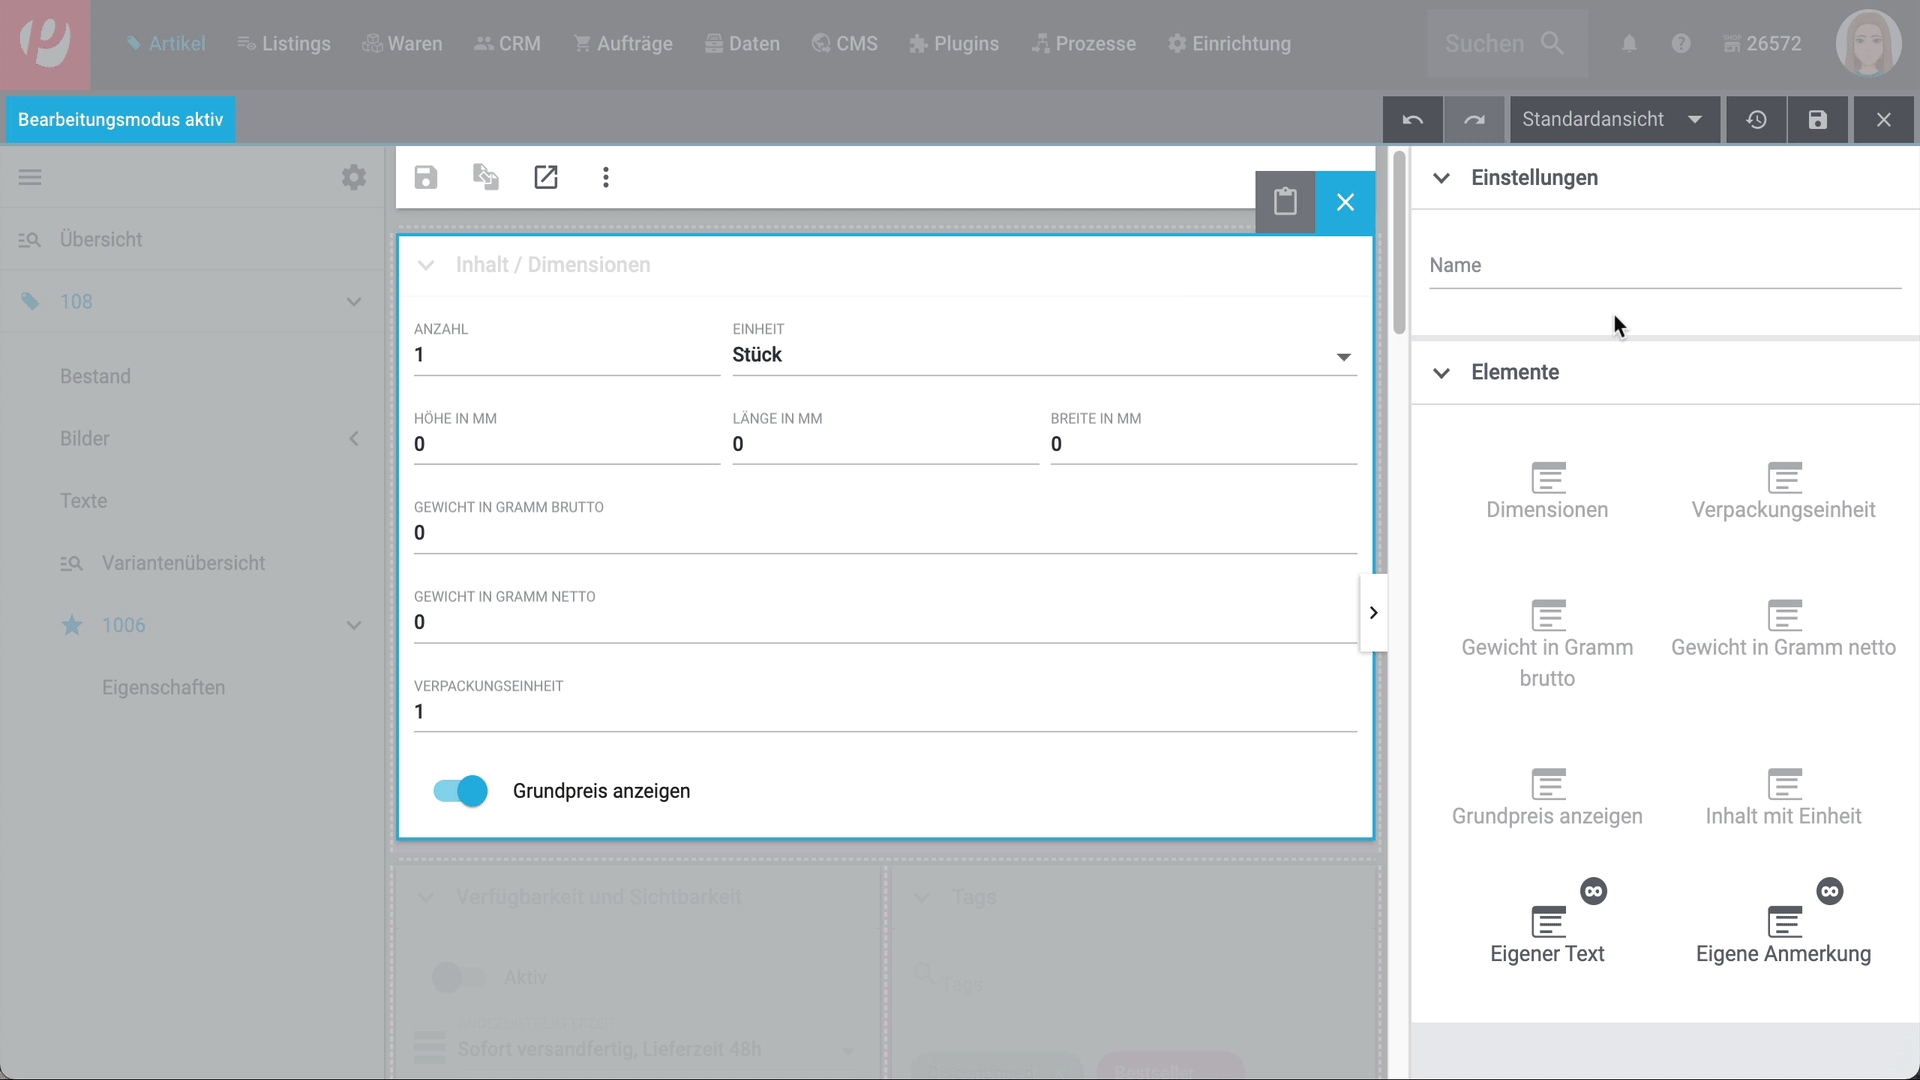 Artikel
Listings
Waren
CRM
Aufträge
Daten
CMS
Plugins
Prozesse
Einrichtung
Suchen
26572
Bearbeitungsmodus aktiv
Standardansicht
Übersicht
108
Bestand
Bilder
Texte
Variantenübersicht
1006
Eigenschaften
Inhalt / Dimensionen
ANZAHL
1
EINHEIT
Stück
HÖHE IN MM
0
LÄNGE IN MM
0
BREITE IN MM
0
GEWICHT IN GRAMM BRUTTO
0
GEWICHT IN GRAMM NETTO
0
VERPACKUNGSEINHEIT
1
Grundpreis anzeigen
Verfügbarkeit und Sichtbarkeit
Aktiv
Sofort versandfertig, Lieferzeit 48h
Tags
Tags
Bestseller
Einstellungen
Name
Elemente
Dimensionen
Verpackungseinheit
Gewicht in Gramm
brutto
Gewicht in Gramm netto
Grundpreis anzeigen
Inhalt mit Einheit
Eigener Text
Eigene Anmerkung